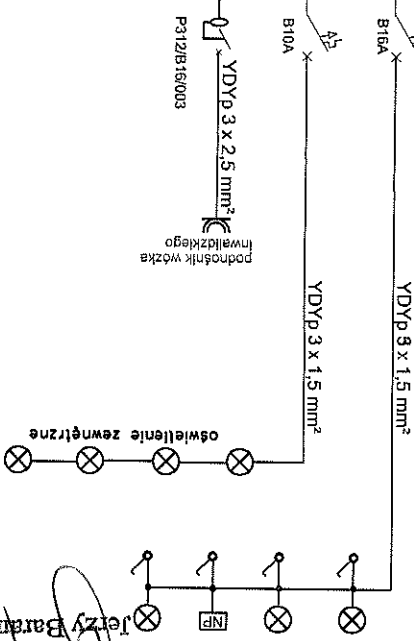 B16A
YDYp 3 x 1,5 mm²
B10A
YDYp 3 x 1,5 mm²
oświetlenie zewnętrzne
P312/B16/003
YDYp 3 x 2,5 mm²
podnośnik wózka
inwalidzkiego
NP
Jerzy